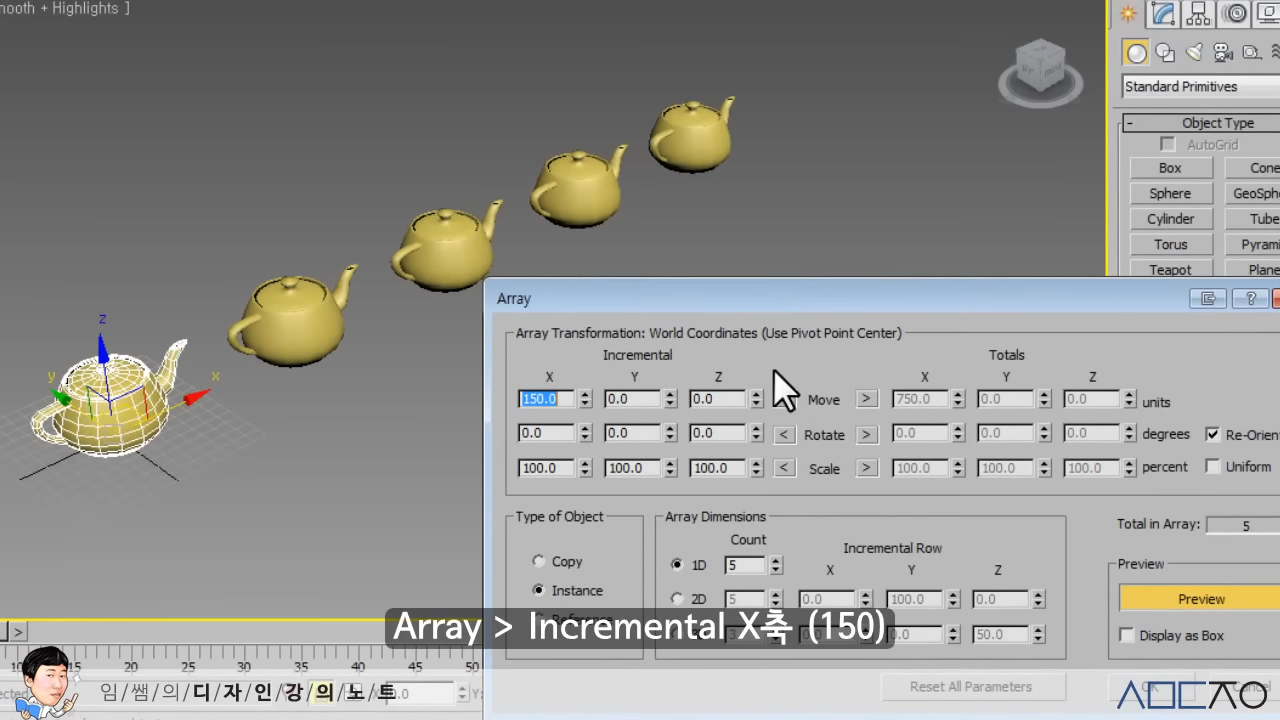 ooth + Highlights ]
Standard Primitives
- Object Type
AutoGrid
Box Cone
Sphere GeoSphe
Cylinder Tube
Torus Pyrami
Teapot Plane
z
y
x
Array
Array Transformation: World Coordinates (Use Pivot Point Center)
Incremental Totals
X Y Z X Y Z
150.0 0.0 0.0 Move > 750.0 0.0 0.0 units
0.0 0.0 0.0 < Rotate > 0.0 0.0 0.0 degrees Re-Orien
100.0 100.0 100.0 < Scale > 100.0 100.0 100.0 percent Uniform
Type of Object
Copy
Instance
Array Dimensions
Count
Incremental Row
X Y Z
1D 5
2D 5 0.0 100.0 0.0
0.0 50.0
Total in Array: 5
Preview
Preview
Display as Box
Reset All Parameters
Array > Incremental X축 (150)
>
15 20 25 30 35 40 45 50
임/쌤/의/디/자/인/강/의/노/트